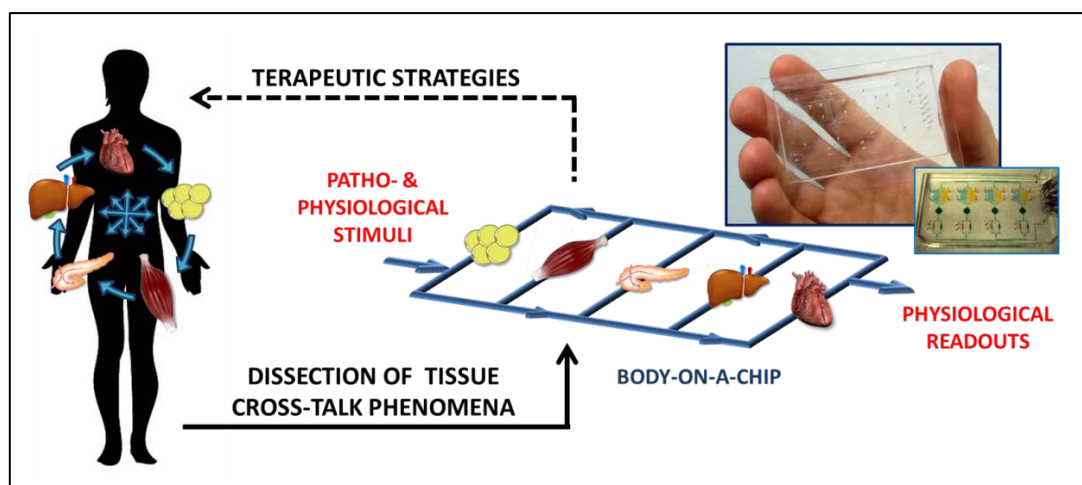 TERAPEUTIC STRATEGIES
PATHO- &
PHYSIOLOGICAL
STIMULI
PHYSIOLOGICAL
READOUTS
BODY-ON-A-CHIP
DISSECTION OF TISSUE
CROSS-TALK PHENOMENA